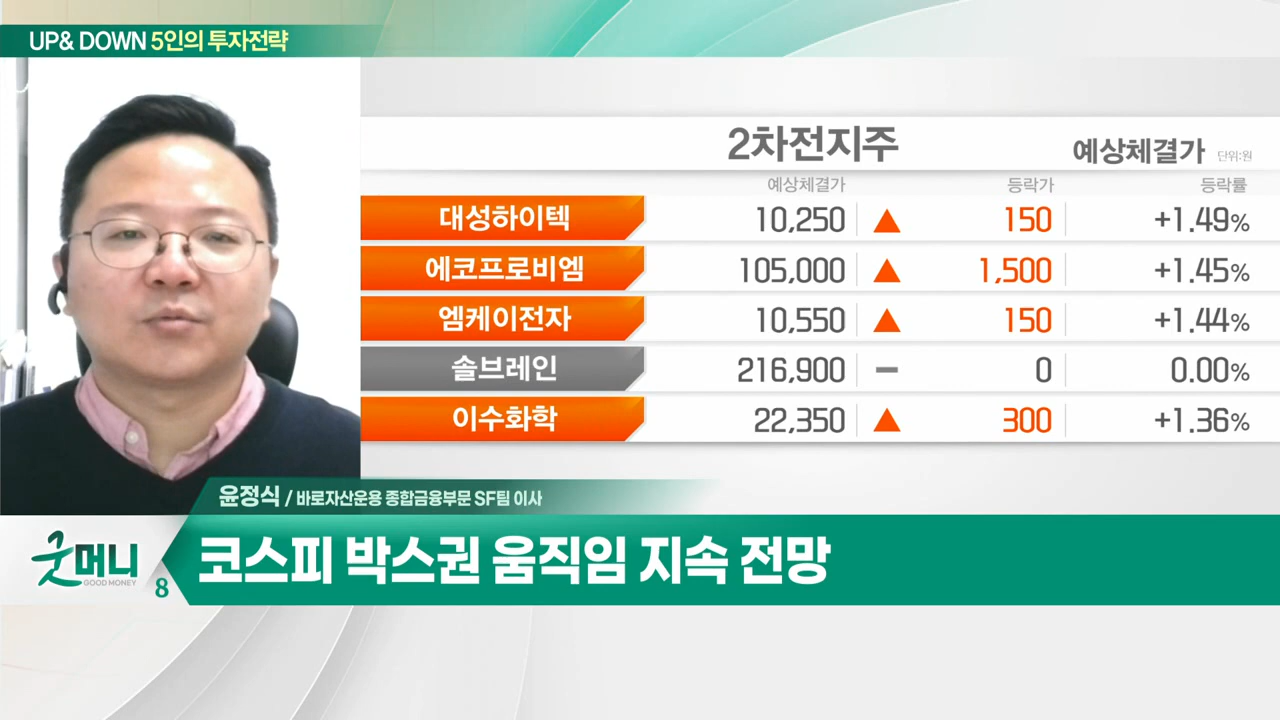 UP& DOWN 5인의 투자전략
2차전지주
예상체결가 단위:원
예상체결가 등락가 등락률
대성하이텍 10,250 ▲ 150 +1.49%
에코프로비엠 105,000 ▲ 1,500 +1.45%
엠케이전자 10,550 ▲ 150 +1.44%
솔브레인 216,900 - 0 0.00%
이수화학 22,350 ▲ 300 +1.36%
윤정식 / 바로자산운용 종합금융부문 SF팀 이사
굿머니
GOOD MONEY
8
코스피 박스권 움직임 지속 전망